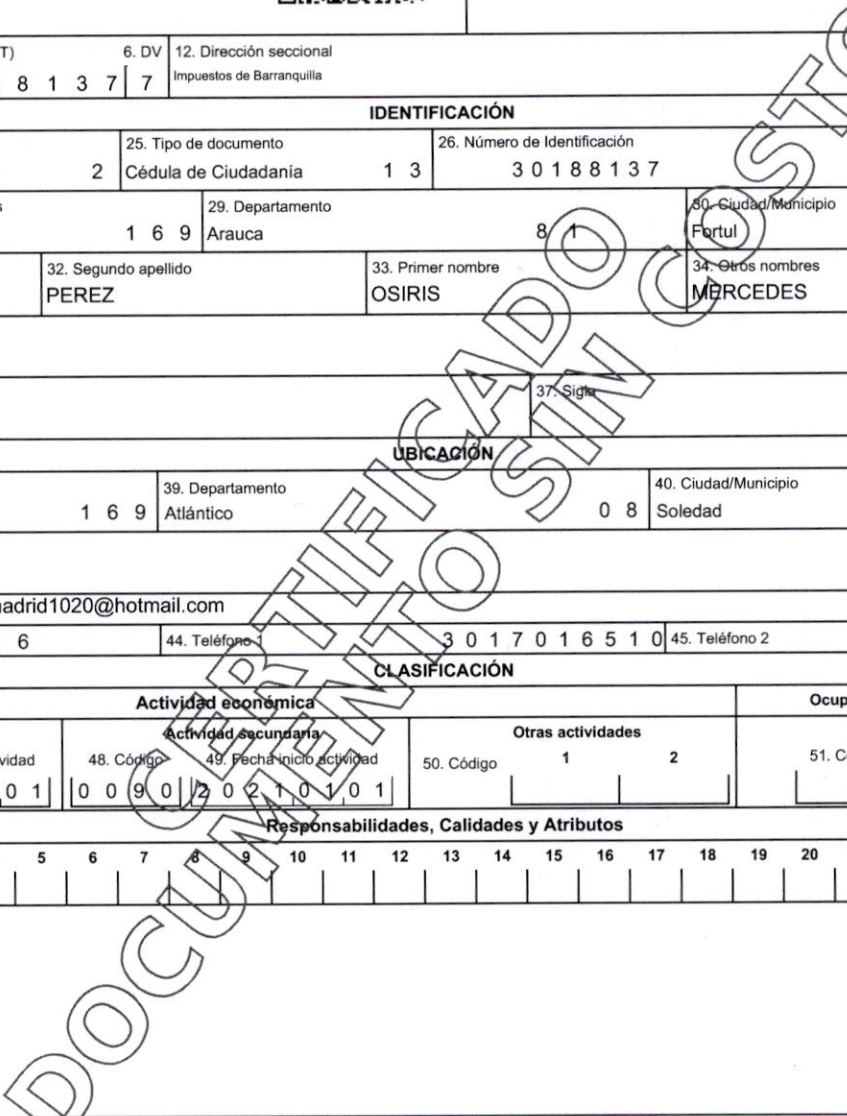 T) 6. DV 12. Dirección seccional
8 1 3 7 7 Impuestos de Barranquilla
IDENTIFICACIÓN
25. Tipo de documento 26. Número de Identificación
2 Cédula de Ciudadanía 1 3 3 0 1 8 8 1 3 7
s 29. Departamento 30. Ciudad/Municipio
1 6 9 Arauca 8 1 Fortul
32. Segundo apellido 33. Primer nombre 34. Otros nombres
PEREZ OSIRIS MERCEDES
37. Sigla
UBICACIÓN
39. Departamento 40. Ciudad/Municipio
1 6 9 Atlántico 0 8 Soledad
adrid1020@hotmail.com
6 44. Teléfono 1 3 0 1 7 0 1 6 5 1 0 45. Teléfono 2
CLASIFICACIÓN
Actividad económica Ocup
Actividad secundaria Otras actividades
vidad 48. Código 49. Fecha inicio actividad 50. Código 1 2 51. C
0 1 0 0 9 0 2 0 2 1 0 1 0 1
Responsabilidades, Calidades y Atributos
5 6 7 8 9 10 11 12 13 14 15 16 17 18 19 20
CERTIFICADO
DOCUMENTO SIN COSTO